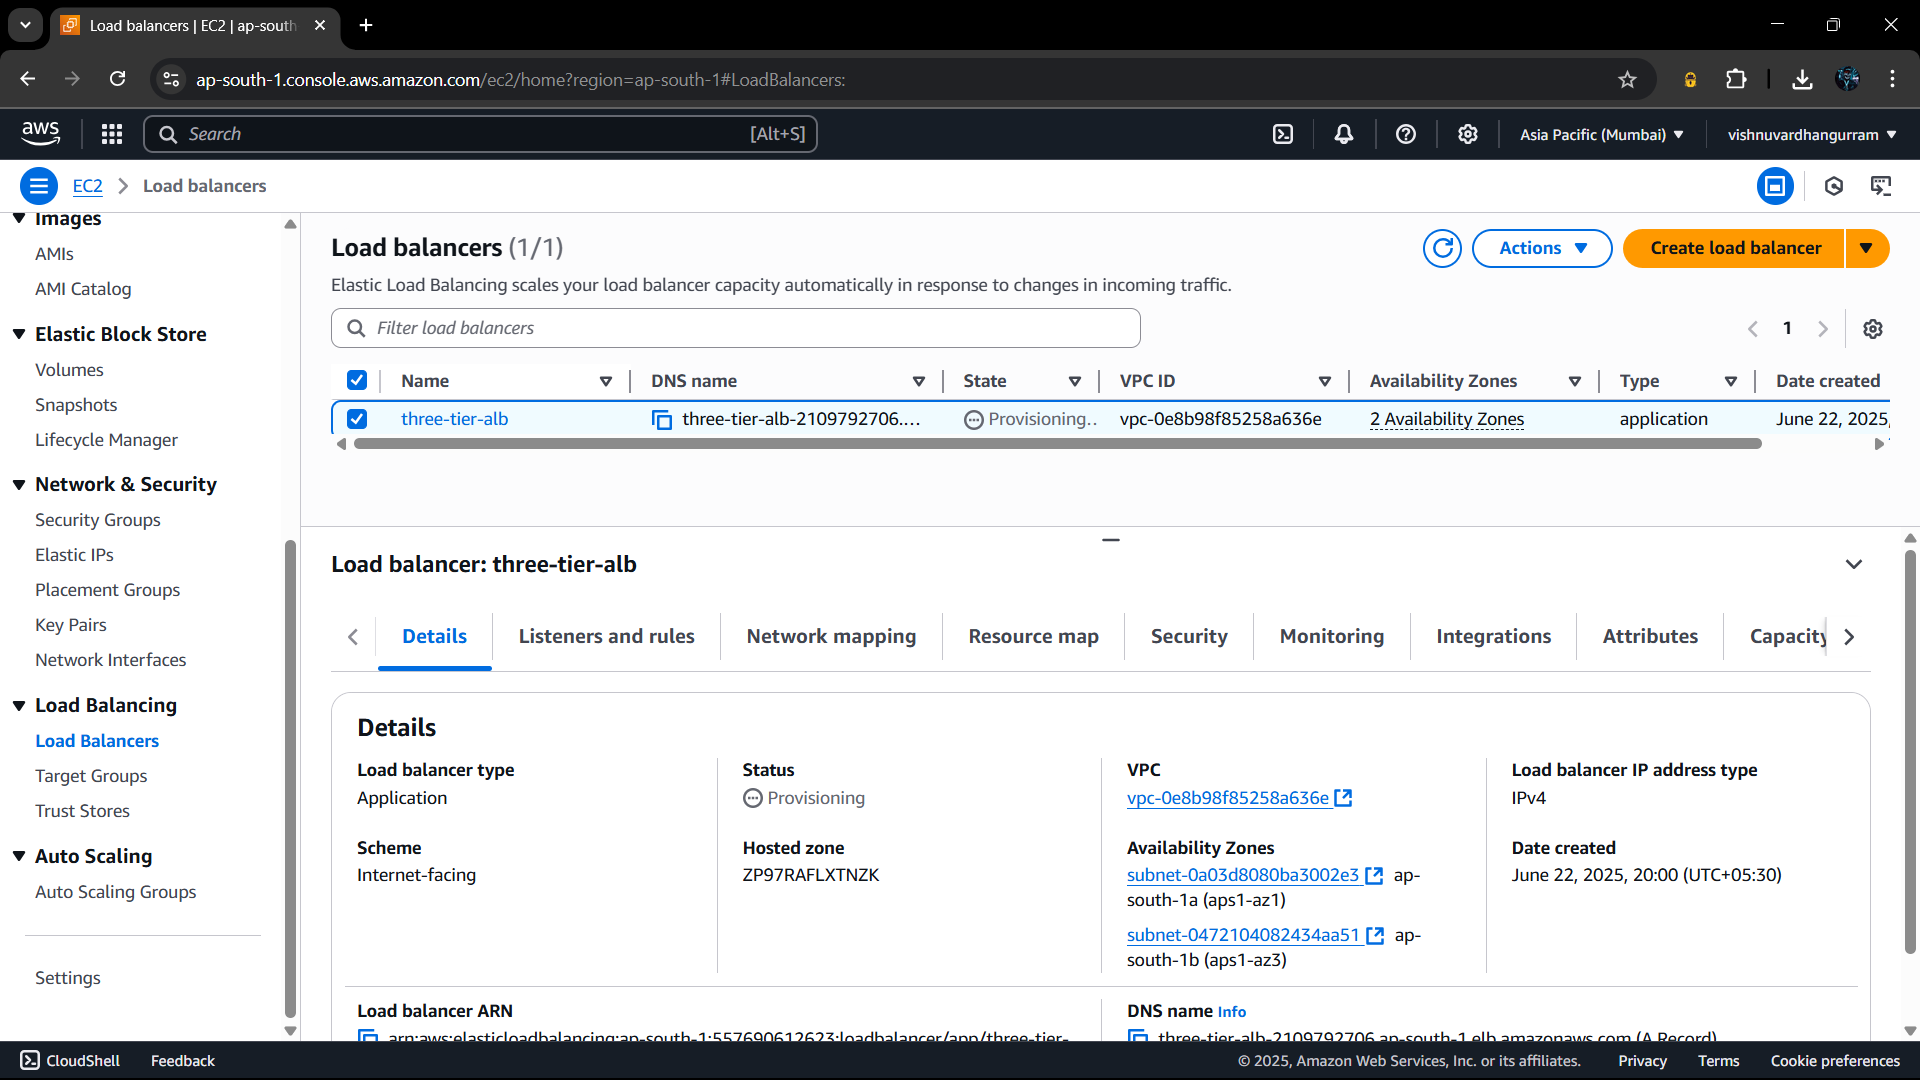 Load balancers | EC2 | ap-south
ap-south-1.console.aws.amazon.com/ec2/home?region=ap-south-1#LoadBalancers:
aws
Search
[Alt+S]
Asia Pacific (Mumbai)
vishnuvardhangurram
EC2
Load balancers
Images
AMIs
AMI Catalog
Elastic Block Store
Volumes
Snapshots
Lifecycle Manager
Network & Security
Security Groups
Elastic IPs
Placement Groups
Key Pairs
Network Interfaces
Load Balancing
Load Balancers
Target Groups
Trust Stores
Auto Scaling
Auto Scaling Groups
Settings
Load balancers (1/1)
Actions
Create load balancer
Elastic Load Balancing scales your load balancer capacity automatically in response to changes in incoming traffic.
Filter load balancers
1
Name
DNS name
State
VPC ID
Availability Zones
Type
Date created
three-tier-alb
three-tier-alb-2109792706....
Provisioning..
vpc-0e8b98f85258a636e
2 Availability Zones
application
June 22, 2025,
Load balancer: three-tier-alb
Details
Listeners and rules
Network mapping
Resource map
Security
Monitoring
Integrations
Attributes
Capacity
Details
Load balancer type
Application
Status
Provisioning
VPC
vpc-0e8b98f85258a636e
Load balancer IP address type
IPv4
Scheme
Internet-facing
Hosted zone
ZP97RAFLXTNZK
Availability Zones
subnet-0a03d8080ba3002e3 ap-
south-1a (aps1-az1)
subnet-0472104082434aa51 ap-
south-1b (aps1-az3)
Date created
June 22, 2025, 20:00 (UTC+05:30)
Load balancer ARN
arn:aws:elasticloadbalancing:ap-south-1:557690612623:loadbalancer/app/three-tier-
DNS name Info
three-tier-alb-2109792706.ap-south-1.elb.amazonaws.com (A Record)
CloudShell
Feedback
© 2025, Amazon Web Services, Inc. or its affiliates.
Privacy
Terms
Cookie preferences